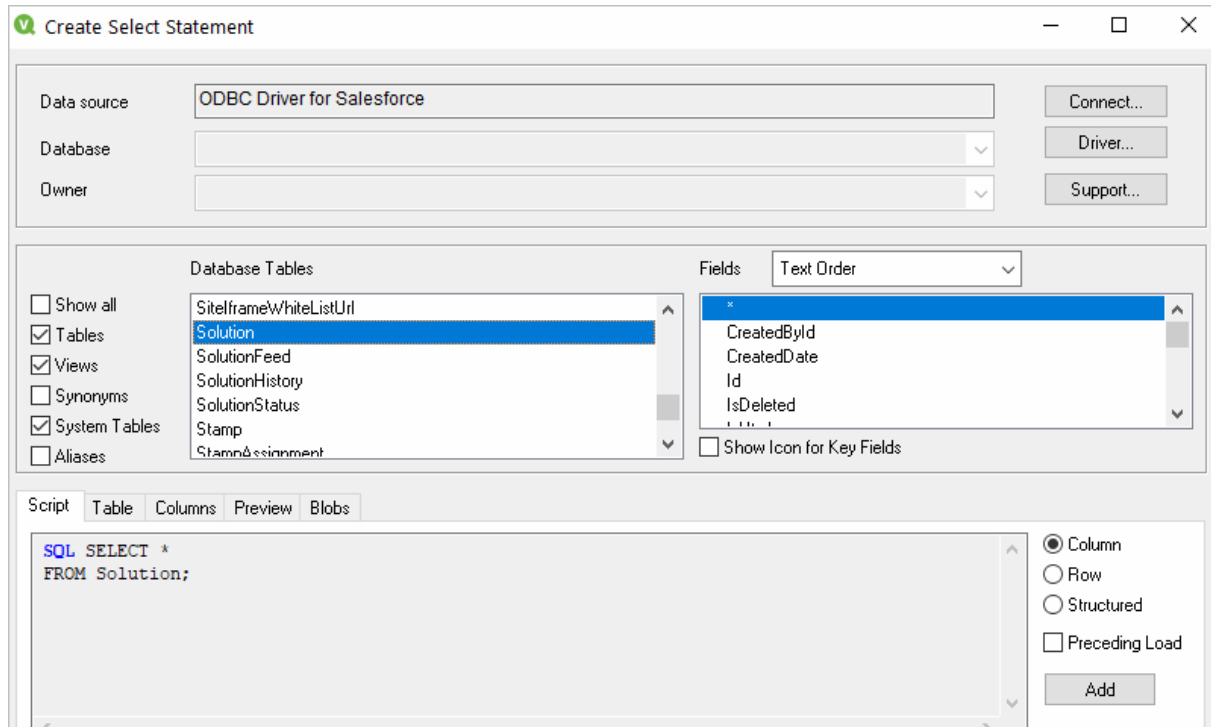 Create Select Statement
Data source
ODBC Driver for Salesforce
Connect...
Database
Driver...
Owner
Support...
Database Tables
Fields
Text Order
Show all
Tables
Views
Synonyms
System Tables
Aliases
SiteIframeWhiteListUrl
Solution
SolutionFeed
SolutionHistory
SolutionStatus
Stamp
StampAssignment
*
CreatedById
CreatedDate
Id
IsDeleted
Show Icon for Key Fields
Script
Table
Columns
Preview
Blobs
SQL SELECT *
FROM Solution;
Column
Row
Structured
Preceding Load
Add